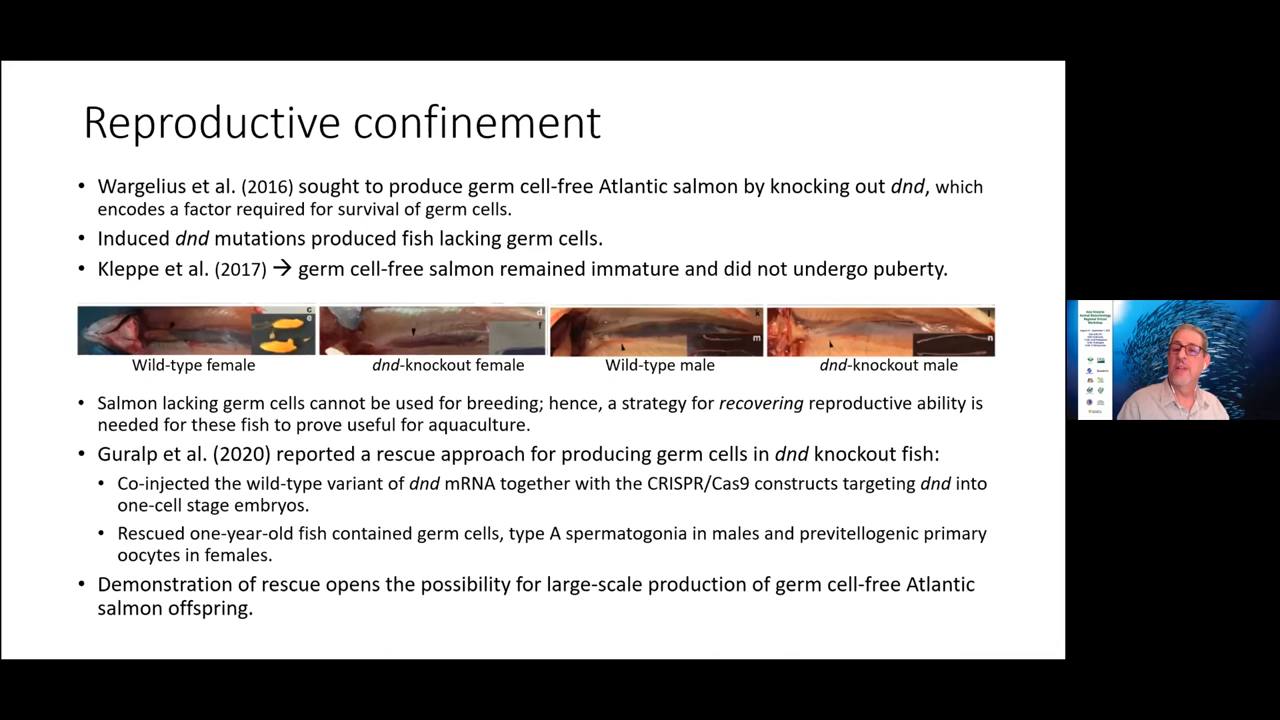 Reproductive confinement
• Wargelius et al. (2016) sought to produce germ cell-free Atlantic salmon by knocking out dnd, which
encodes a factor required for survival of germ cells.
• Induced dnd mutations produced fish lacking germ cells.
• Kleppe et al. (2017) → germ cell-free salmon remained immature and did not undergo puberty.
c
e
d
f
k
m
n
Wild-type female
dnd-knockout female
Wild-type male
dnd-knockout male
• Salmon lacking germ cells cannot be used for breeding; hence, a strategy for recovering reproductive ability is
needed for these fish to prove useful for aquaculture.
• Guralp et al. (2020) reported a rescue approach for producing germ cells in dnd knockout fish:
• Co-injected the wild-type variant of dnd mRNA together with the CRISPR/Cas9 constructs targeting dnd into
one-cell stage embryos.
• Rescued one-year-old fish contained germ cells, type A spermatogonia in males and previtellogenic primary
oocytes in females.
• Demonstration of rescue opens the possibility for large-scale production of germ cell-free Atlantic
salmon offspring.
Animal Biotechnology
Regional Virtual
Workshop